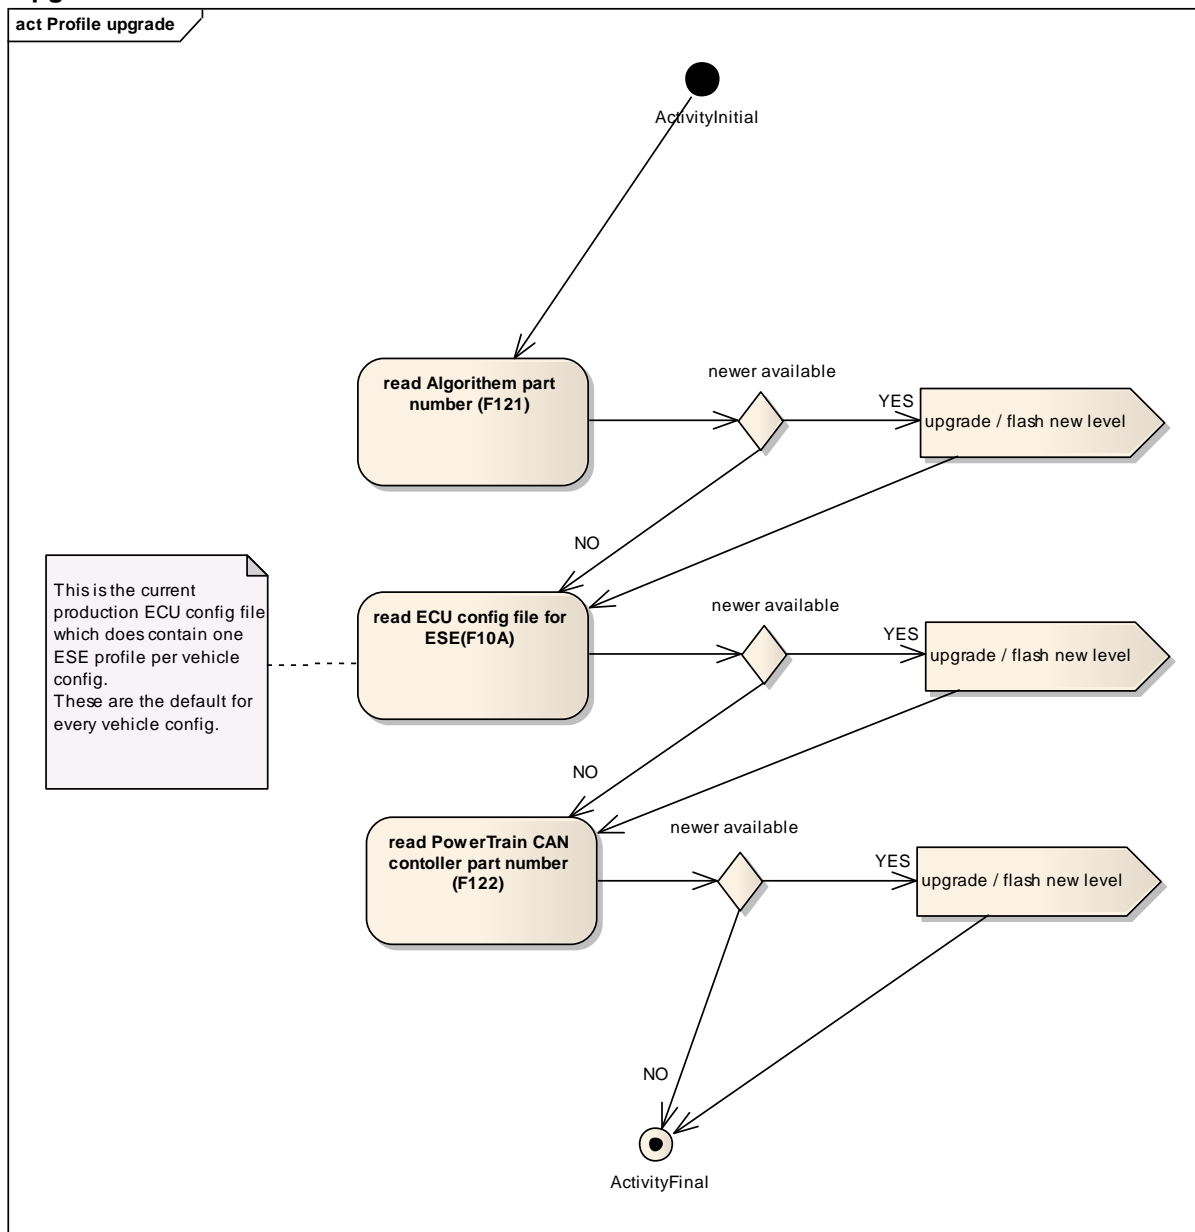 act Profile upgrade
ActivityInitial
read Algorithem part
number (F121)
newer available
YES
upgrade / flash new level
NO
This is the current
production ECU config file
which does contain one
ESE profile per vehicle
config.
These are the default for
every vehicle config.
read ECU config file for
ESE(F10A)
newer available
YES
upgrade / flash new level
NO
read PowerTrain CAN
contoller part number
(F122)
newer available
YES
upgrade / flash new level
NO
ActivityFinal